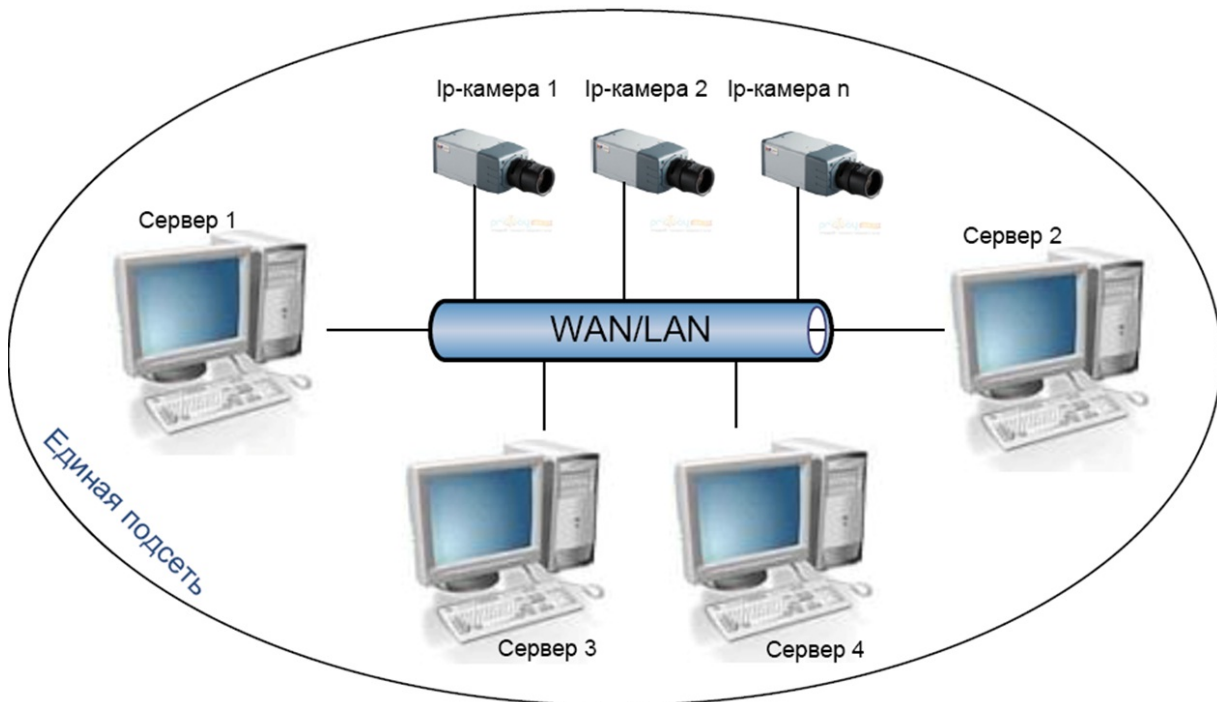 Ip-камера 1
Ip-камера 2
Ip-камера n
Сервер 1
Сервер 2
WAN/LAN
Единая подсеть
Сервер 3
Сервер 4